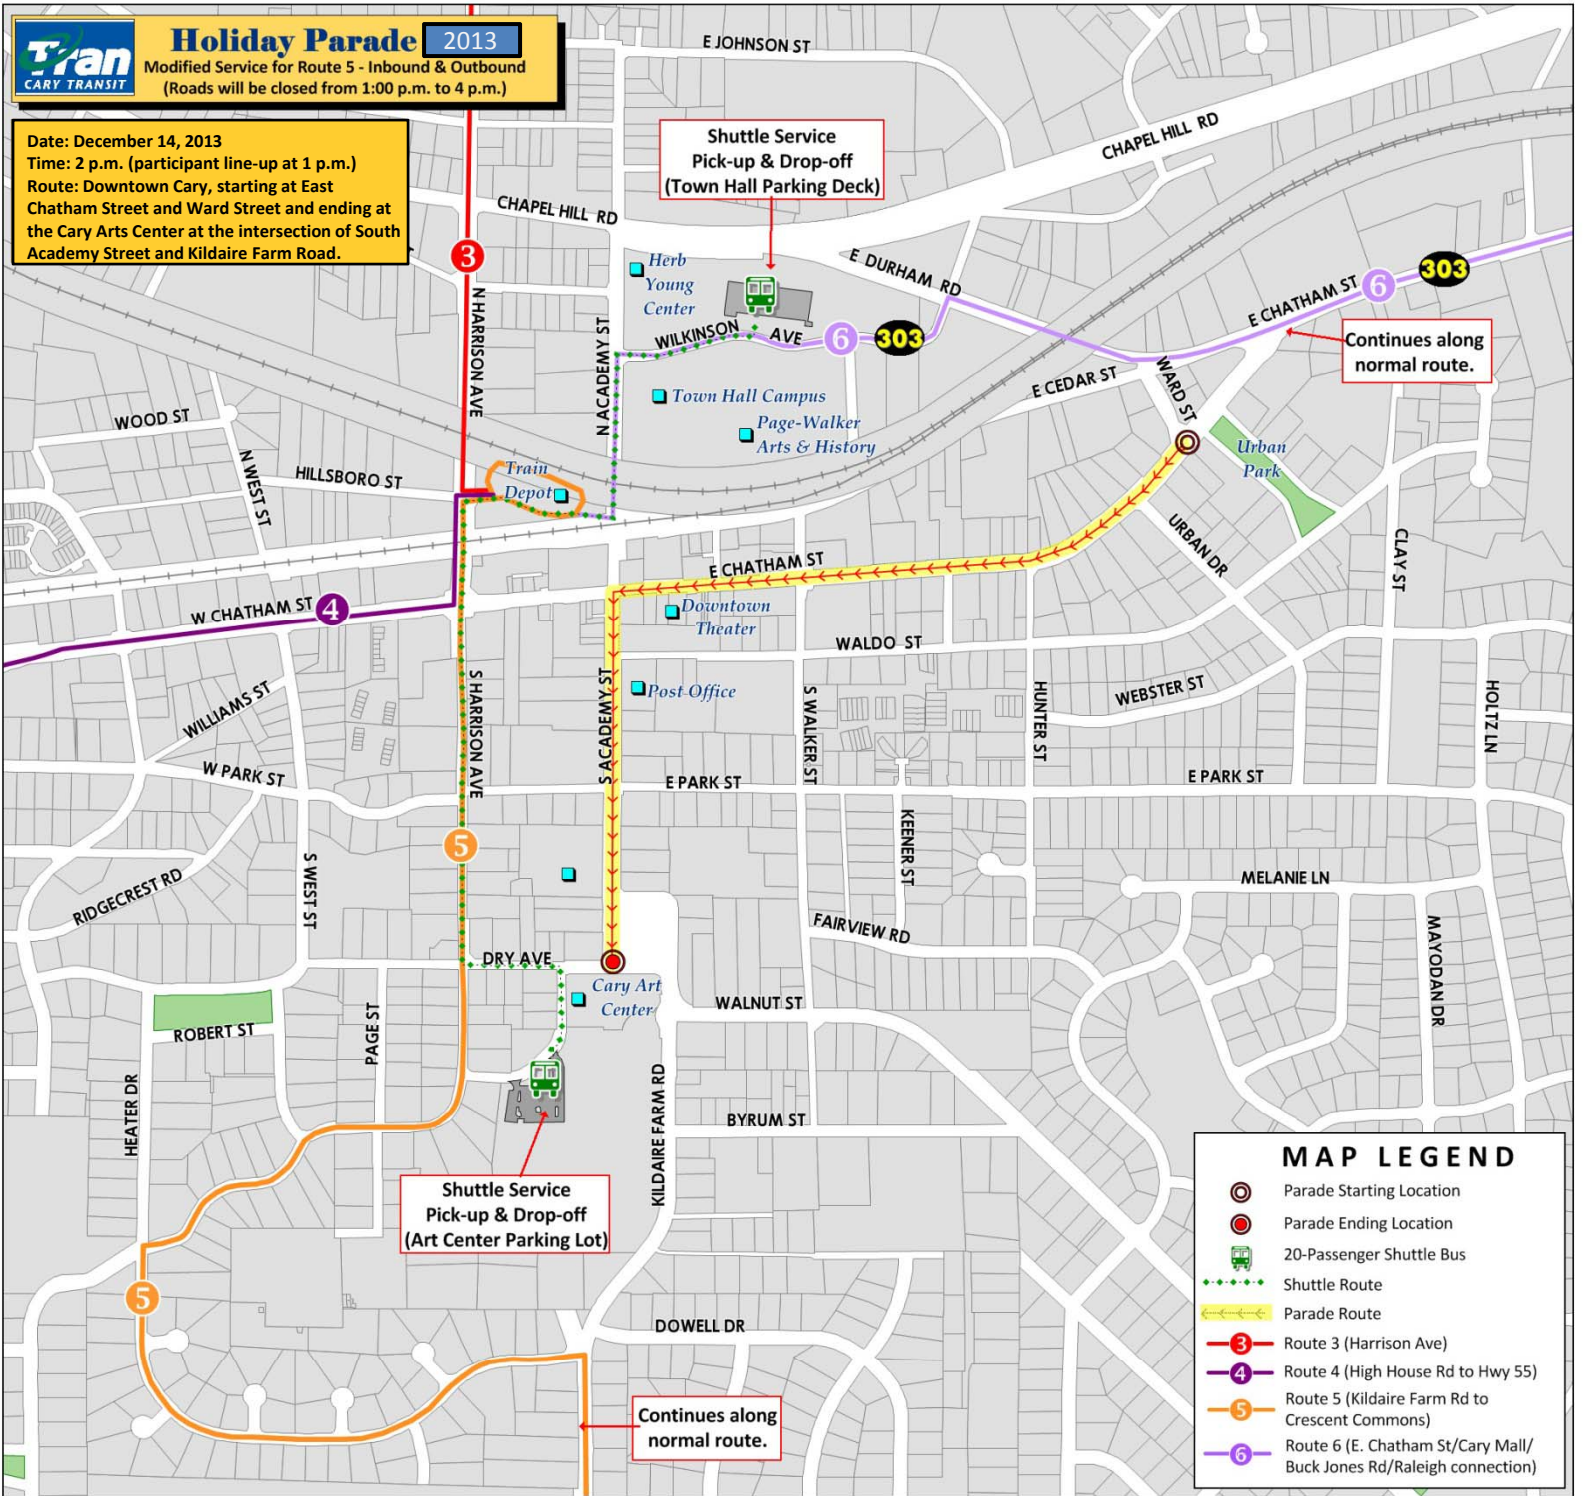 Tran
CARY TRANSIT
Holiday Parade 2013
Modified Service for Route 5 - Inbound & Outbound
(Roads will be closed from 1:00 p.m. to 4 p.m.)
Date: December 14, 2013
Time: 2 p.m. (participant line-up at 1 p.m.)
Route: Downtown Cary, starting at East
Chatham Street and Ward Street and ending at
the Cary Arts Center at the intersection of South
Academy Street and Kildaire Farm Road.
E JOHNSON ST
Shuttle Service
Pick-up & Drop-off
(Town Hall Parking Deck)
CHAPEL HILL RD
CHAPEL HILL RD
3
Herb
Young
Center
E DURHAM RD
303
6
E CHATHAM ST
Continues along
normal route.
N HARRISON AVE
N ACADEMY ST
WILKINSON AVE
6
303
WARD ST
E CEDAR ST
Town Hall Campus
Page-Walker
Arts & History
WOOD ST
N WEST ST
HILLSBORO ST
Train
Depot
Urban
Park
URBAN DR
CLAY ST
E CHATHAM ST
W CHATHAM ST
4
Downtown
Theater
WALDO ST
Post Office
S HARRISON AVE
S ACADEMY ST
S WALKER ST
HUNTER ST
WEBSTER ST
HOLTZ LN
WILLIAMS ST
W PARK ST
E PARK ST
E PARK ST
5
KEENER ST
RIDGECREST RD
S WEST ST
MELANIE LN
FAIRVIEW RD
MAYODAN DR
DRY AVE
Cary Art
Center
WALNUT ST
ROBERT ST
PAGE ST
HEATER DR
KILDAIRE FARM RD
BYRUM ST
Shuttle Service
Pick-up & Drop-off
(Art Center Parking Lot)
5
DOWELL DR
Continues along
normal route.
MAP LEGEND
Parade Starting Location
Parade Ending Location
20-Passenger Shuttle Bus
Shuttle Route
Parade Route
3 Route 3 (Harrison Ave)
4 Route 4 (High House Rd to Hwy 55)
5 Route 5 (Kildaire Farm Rd to
Crescent Commons)
6 Route 6 (E. Chatham St/Cary Mall/
Buck Jones Rd/Raleigh connection)